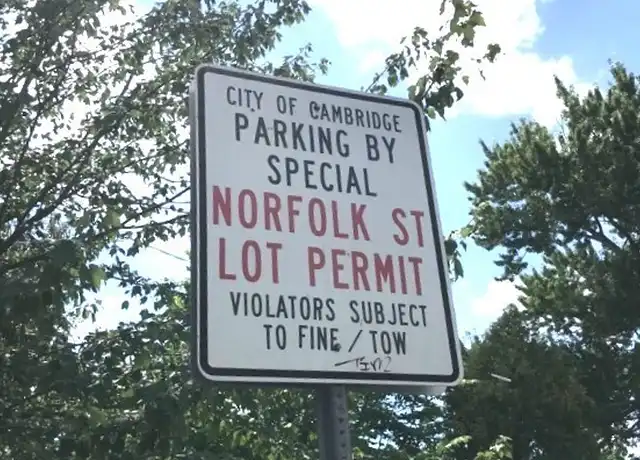 CITY OF CAMBRIDGE
PARKING BY
SPECIAL
NORFOLK ST
LOT PERMIT
VIOLATORS SUBJECT
TO FINE / TOW